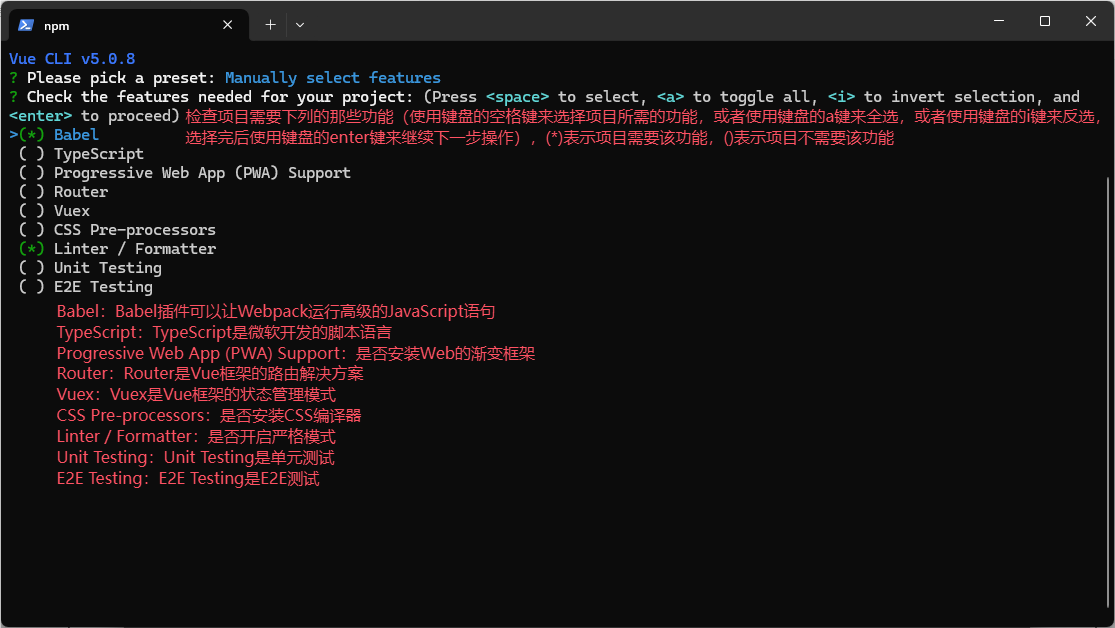 npm
Vue CLI v5.0.8
? Please pick a preset: Manually select features
? Check the features needed for your project: (Press <space> to select, <a> to toggle all, <i> to invert selection, and
<enter> to proceed) 检查项目需要下列的那些功能（使用键盘的空格键来选择项目所需的功能，或者使用键盘的a键来全选，或者使用键盘的i键来反选，
选择完后使用键盘的enter键来继续下一步操作），(*)表示项目需要该功能，()表示项目不需要该功能
>(*) Babel
( ) TypeScript
( ) Progressive Web App (PWA) Support
( ) Router
( ) Vuex
( ) CSS Pre-processors
(*) Linter / Formatter
( ) Unit Testing
( ) E2E Testing
Babel：Babel插件可以让Webpack运行高级的JavaScript语句
TypeScript：TypeScript是微软开发的脚本语言
Progressive Web App (PWA) Support：是否安装Web的渐变框架
Router：Router是Vue框架的路由解决方案
Vuex：Vuex是Vue框架的状态管理模式
CSS Pre-processors：是否安装CSS编译器
Linter / Formatter：是否开启严格模式
Unit Testing：Unit Testing是单元测试
E2E Testing：E2E Testing是E2E测试